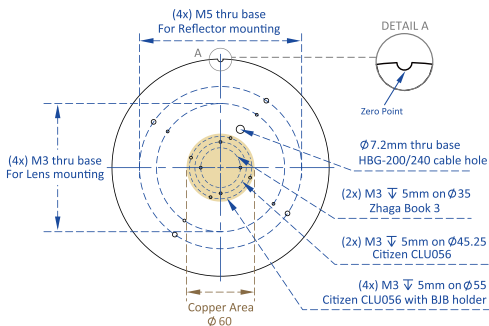 (4x) M5 thru base
For Reflector mounting
DETAIL A
A
Zero Point
(4x) M3 thru base
For Lens mounting
Ø7.2mm thru base
HBG-200/240 cable hole
(2x) M3 ↧ 5mm on Ø35
Zhaga Book 3
(2x) M3 ↧ 5mm on Ø45.25
Citizen CLU056
(4x) M3 ↧ 5mm on Ø55
Citizen CLU056 with BJB holder
Copper Area
Ø 60